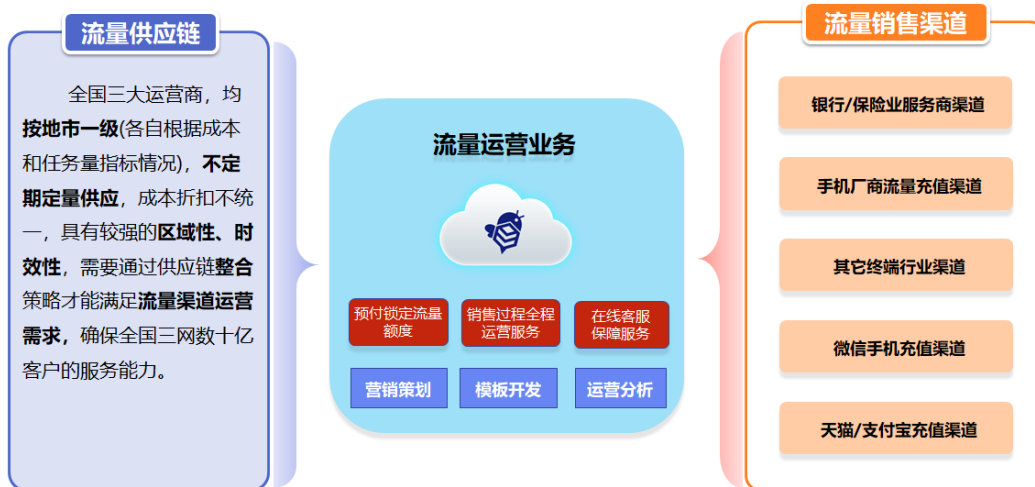 流量供应链
全国三大运营商，均
按地市一级(各自根据成本
和任务量指标情况)，不定
期定量供应，成本折扣不统
一，具有较强的区域性、时
效性，需要通过供应链整合
策略才能满足流量渠道运营
需求，确保全国三网数十亿
客户的服务能力。
流量运营业务
预付锁定流量
额度
销售过程全程
运营服务
在线客服
保障服务
营销策划
模板开发
运营分析
流量销售渠道
银行/保险业服务商渠道
手机厂商流量充值渠道
其它终端行业渠道
微信手机充值渠道
天猫/支付宝充值渠道